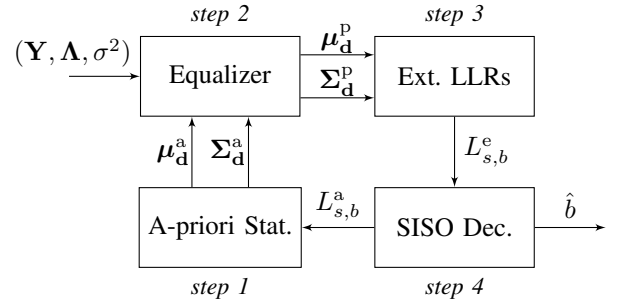 step 2
step 3
(Y, Λ, σ²)
Equalizer
μ_d^p
Σ_d^p
Ext. LLRs
μ_d^a
Σ_d^a
L_{s,b}^e
A-priori Stat.
L_{s,b}^a
SISO Dec.
b̂
step 1
step 4